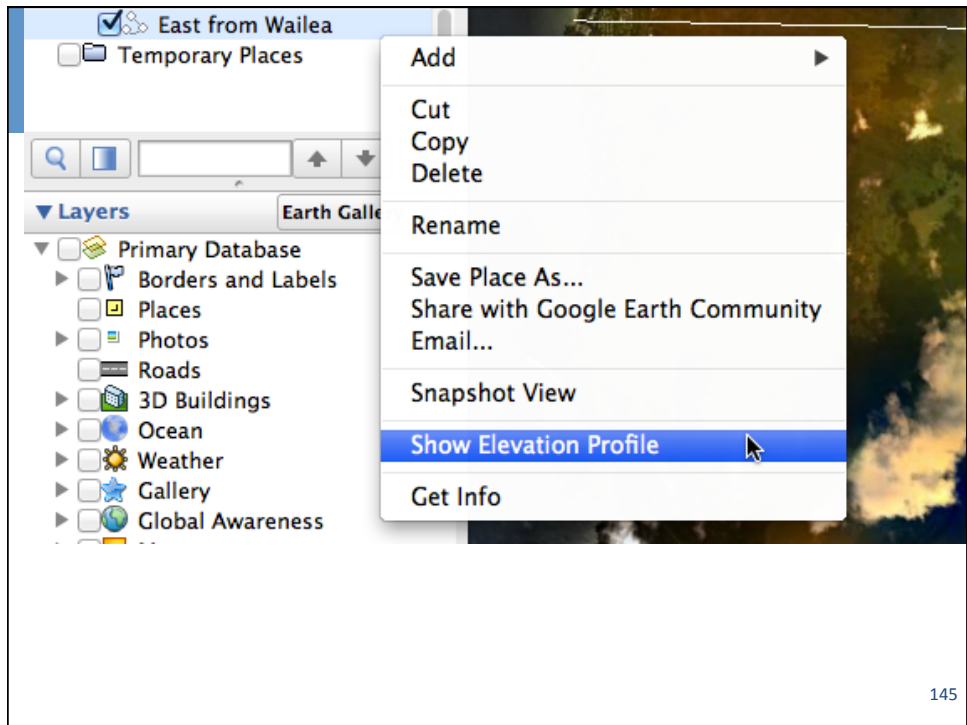 East from Wailea
Temporary Places
Add
Cut
Copy
Delete
Rename
Save Place As...
Share with Google Earth Community
Email...
Snapshot View
Show Elevation Profile
Get Info
Layers
Earth Galle
Primary Database
Borders and Labels
Places
Photos
Roads
3D Buildings
Ocean
Weather
Gallery
Global Awareness
145